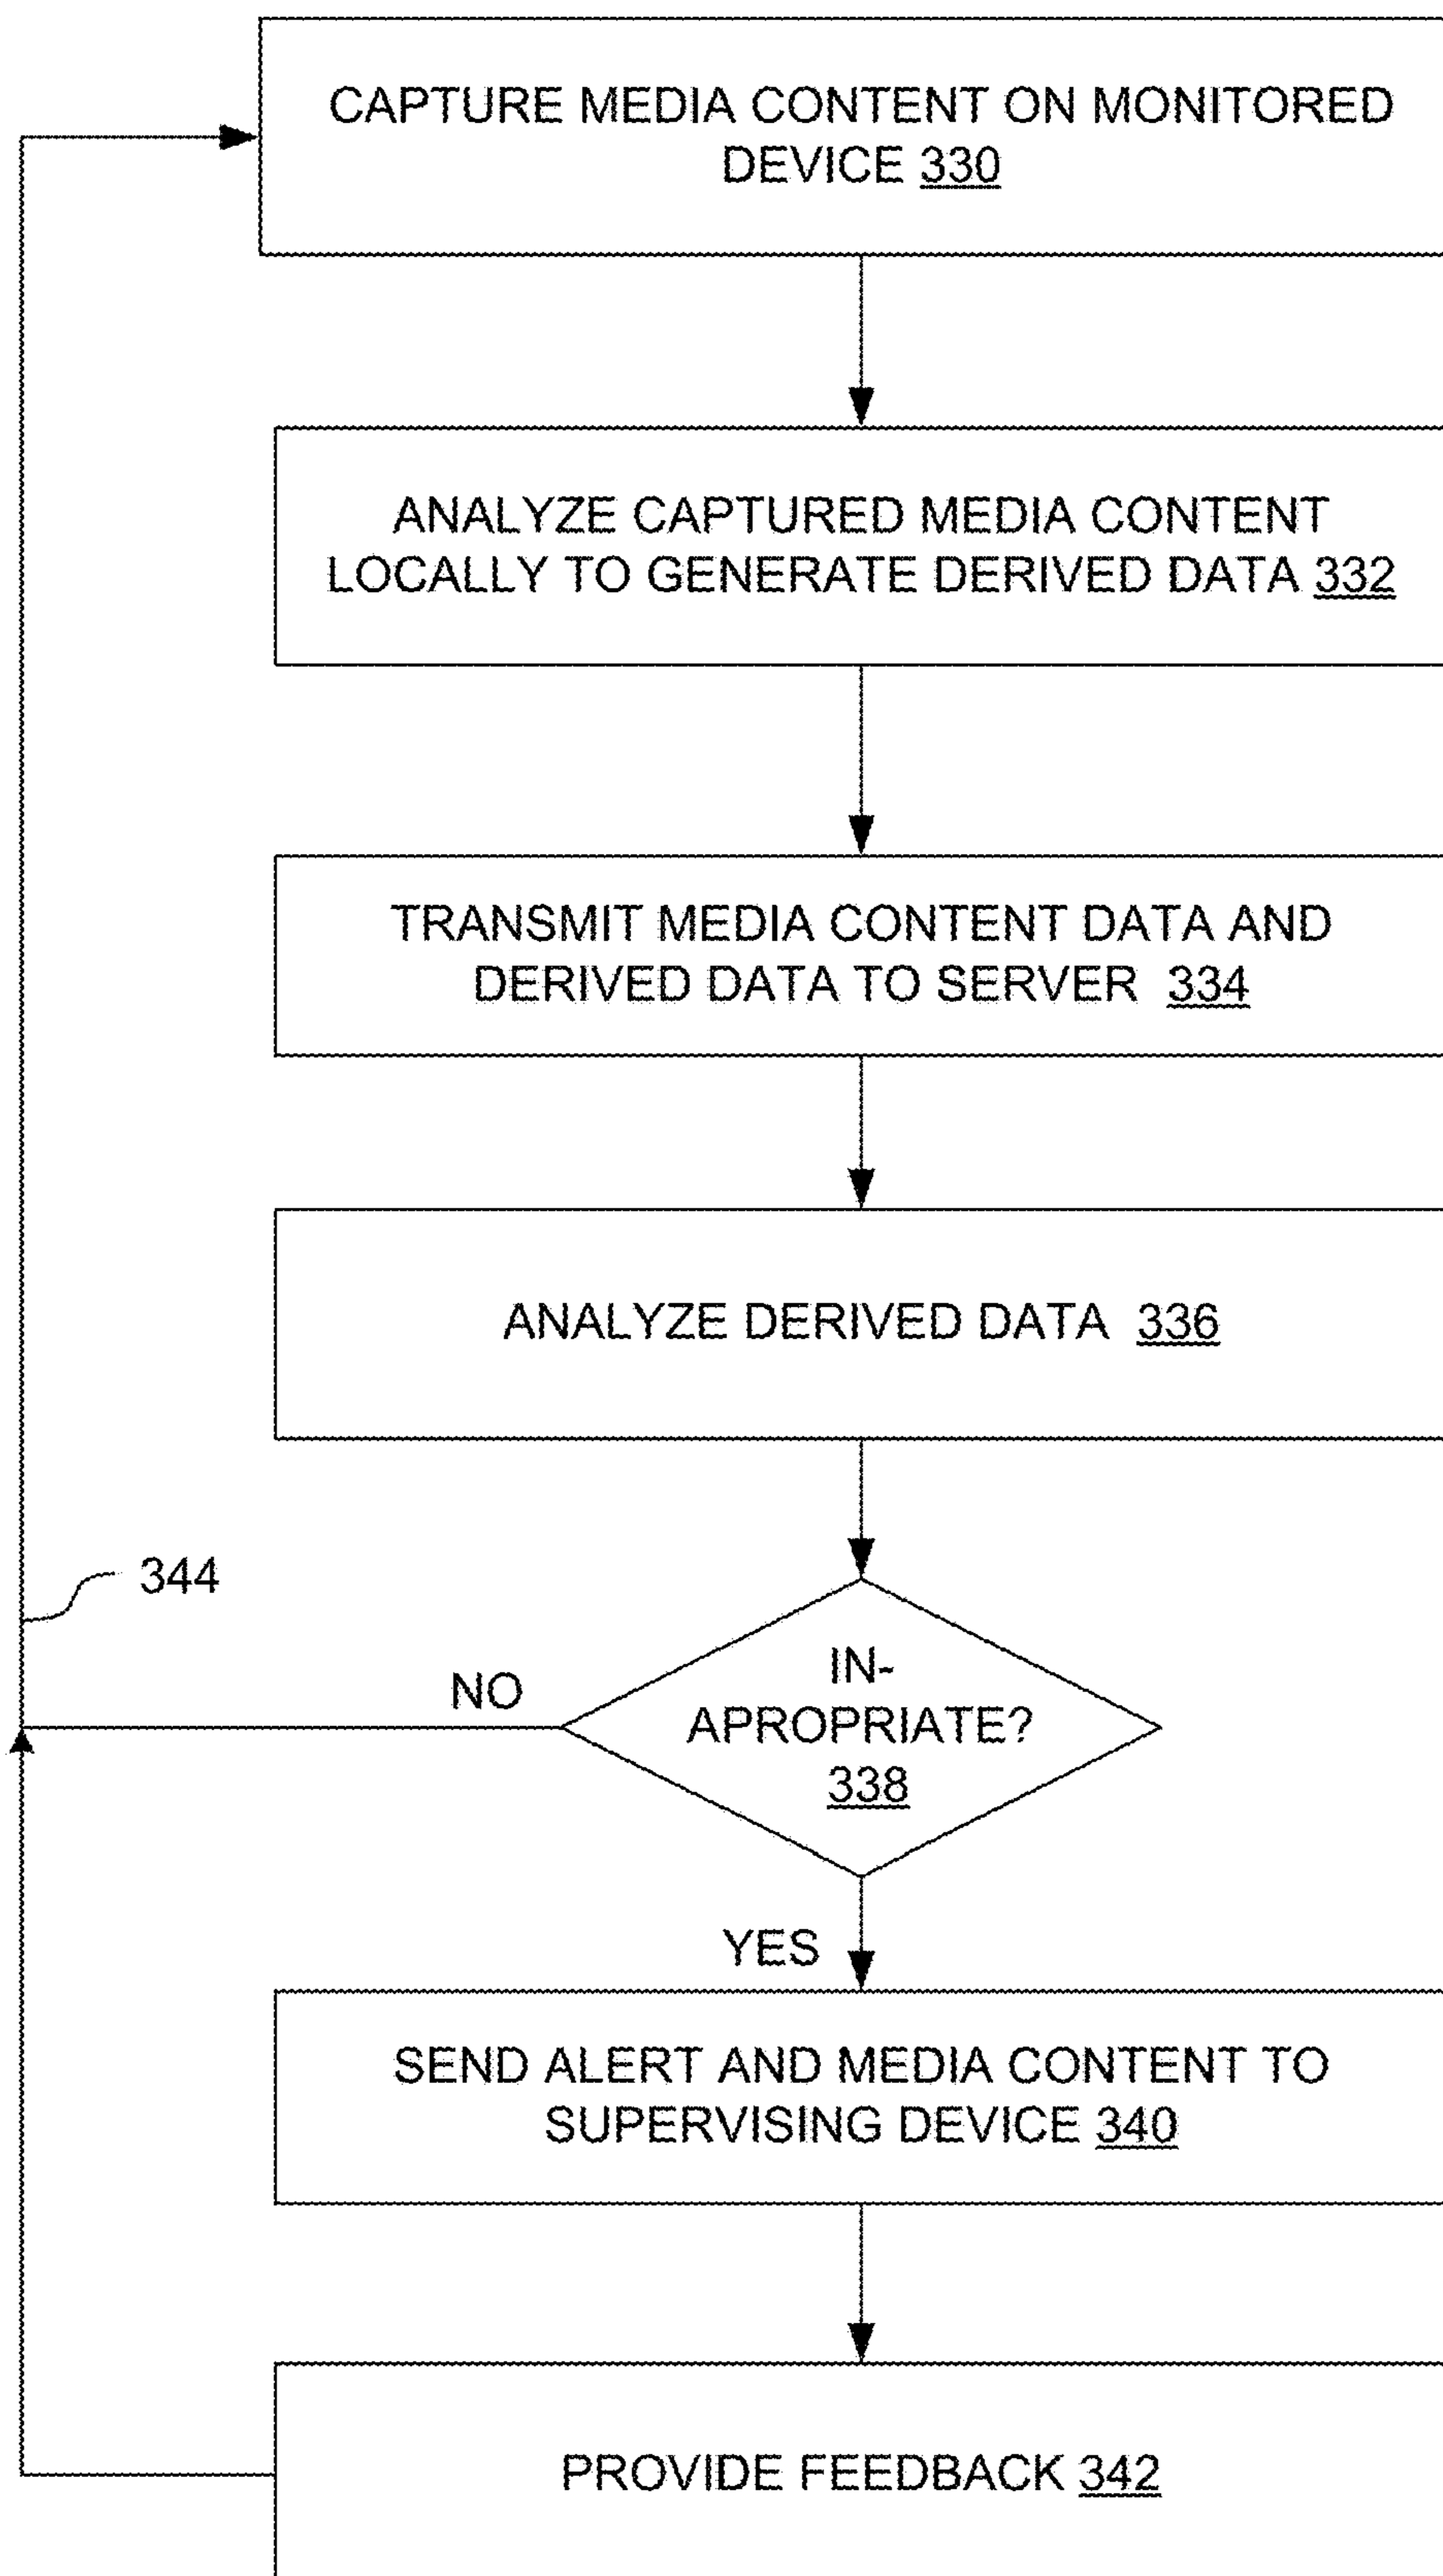 CAPTURE MEDIA CONTENT ON MONITORED
DEVICE 330
ANALYZE CAPTURED MEDIA CONTENT
LOCALLY TO GENERATE DERIVED DATA 332
TRANSMIT MEDIA CONTENT DATA AND
DERIVED DATA TO SERVER 334
ANALYZE DERIVED DATA 336
344
NO
IN-
APROPRIATE?
338
YES
SEND ALERT AND MEDIA CONTENT TO
SUPERVISING DEVICE 340
PROVIDE FEEDBACK 342